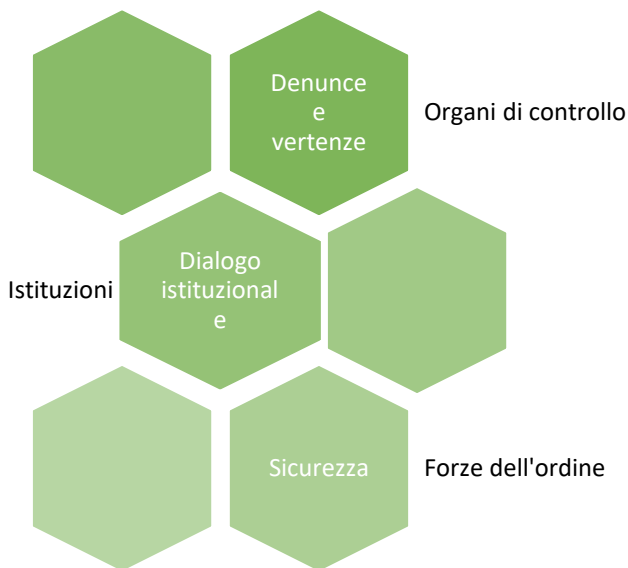 Denunce
e
vertenze
Organi di controllo
Istituzioni
Dialogo
istituzional
e
Sicurezza
Forze dell'ordine